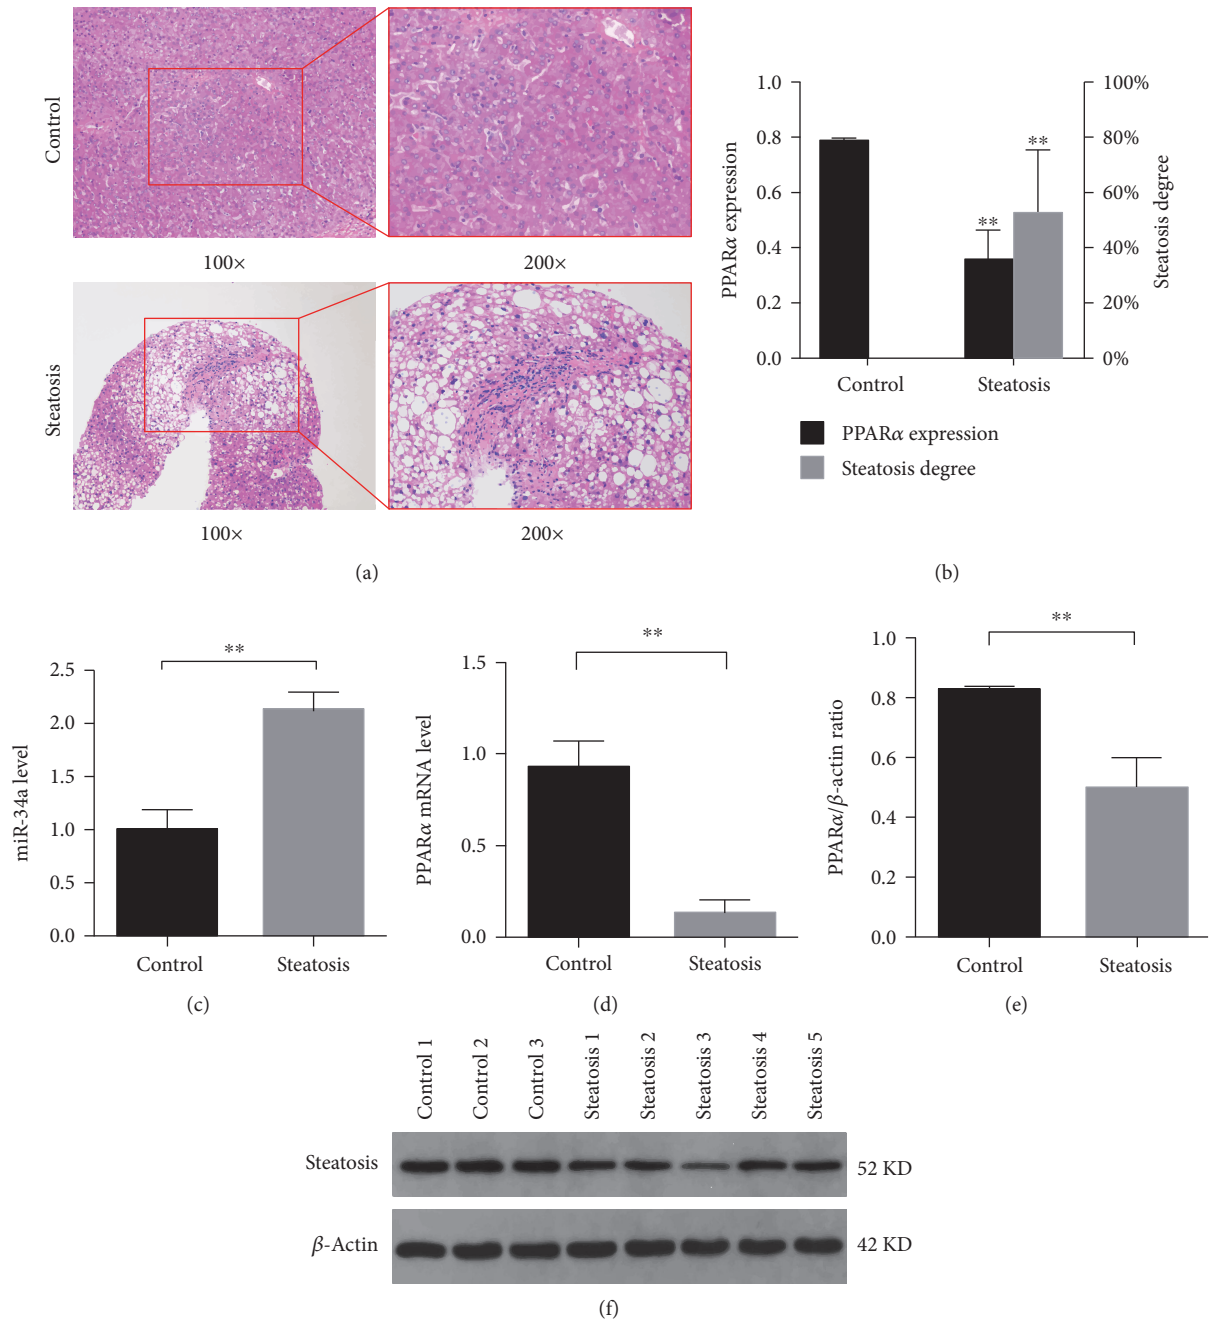 Control
100×
200×
Steatosis
100×
200×
(a)
PPARα expression
1.0
0.8
0.6
0.4
0.2
0.0
**
**
100%
80%
60%
40%
20%
0%
Steatosis degree
Control
Steatosis
PPARα expression
Steatosis degree
(b)
miR-34a level
2.5
2.0
1.5
1.0
0.5
0.0
**
Control
Steatosis
(c)
PPARα mRNA level
1.5
1.0
0.5
0.0
**
Control
Steatosis
(d)
PPARα/β-actin ratio
1.0
0.8
0.6
0.4
0.2
0.0
**
Control
Steatosis
(e)
Control 1
Control 2
Control 3
Steatosis 1
Steatosis 2
Steatosis 3
Steatosis 4
Steatosis 5
Steatosis
52 KD
β-Actin
42 KD
(f)